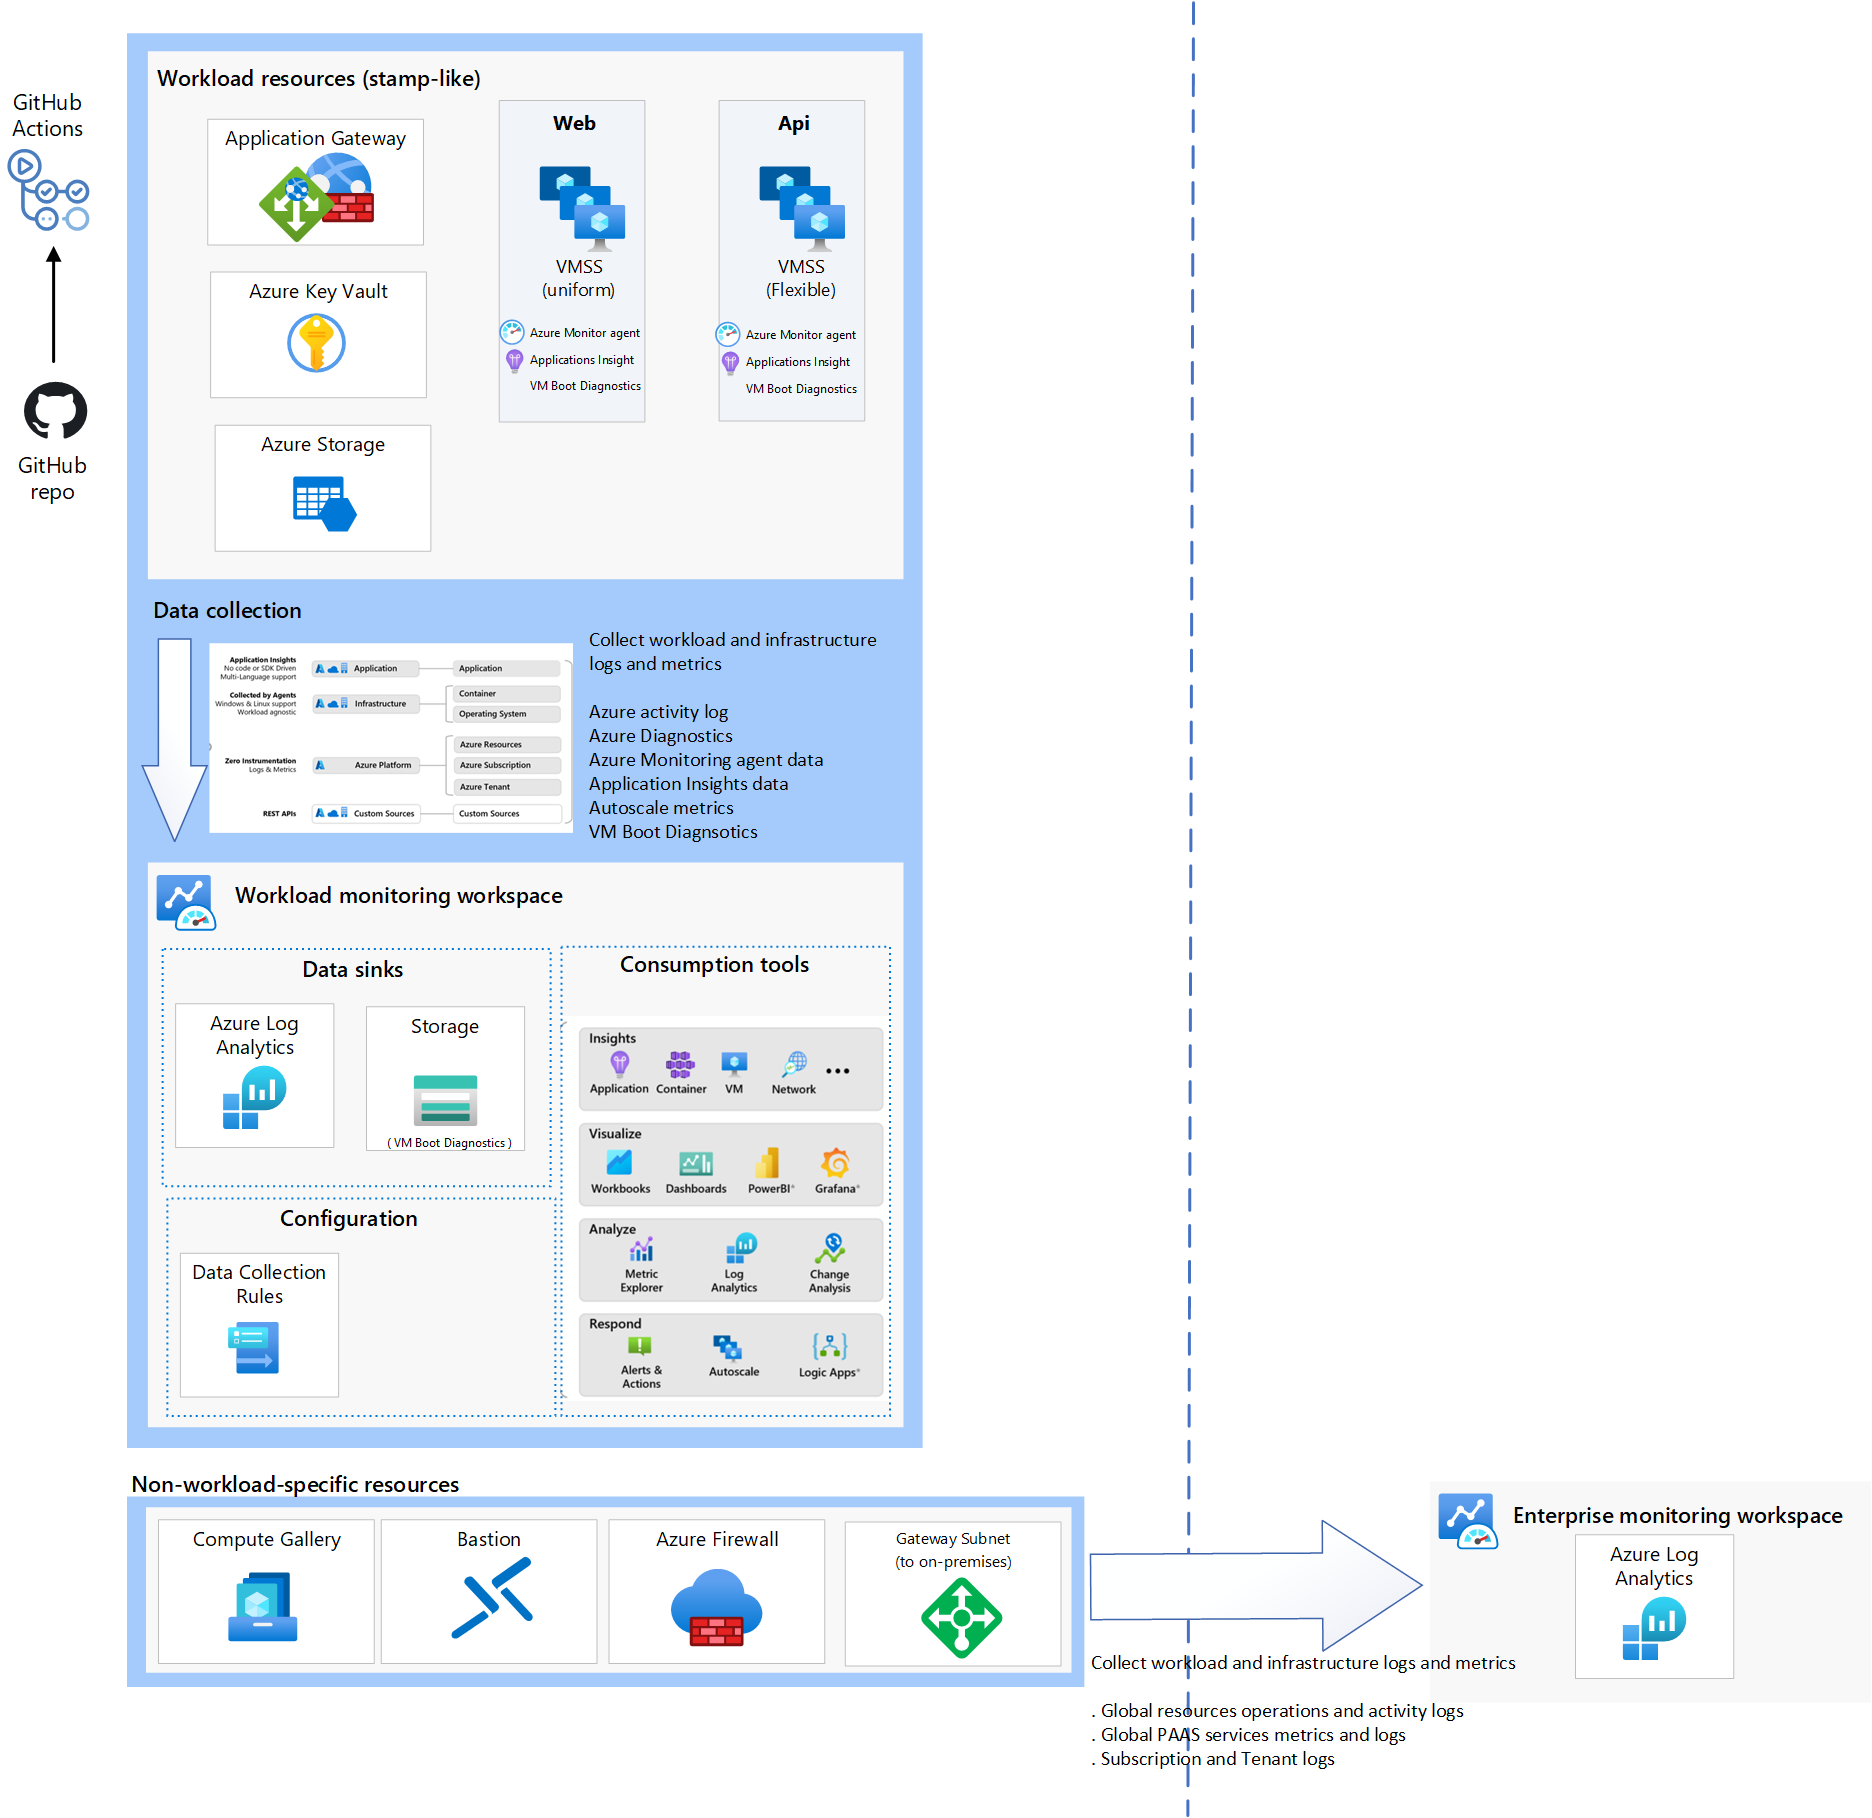 GitHub
Actions
GitHub
repo
Workload resources (stamp-like)
Application Gateway
Azure Key Vault
Azure Storage
Web
VMSS
(uniform)
Azure Monitor agent
Applications Insight
VM Boot Diagnostics
Api
VMSS
(Flexible)
Azure Monitor agent
Applications Insight
VM Boot Diagnostics
Data collection
Application Insights
No code or SDK Driven
Multi-Language support
Application
Application
Collected by Agents
Windows & Linux support
Workload agnostic
Infrastructure
Container
Operating System
Zero Instrumentation
Logs & Metrics
Azure Platform
Azure Resources
Azure Subscription
Azure Tenant
REST APIs
Custom Sources
Custom Sources
Collect workload and infrastructure
logs and metrics
Azure activity log
Azure Diagnostics
Azure Monitoring agent data
Application Insights data
Autoscale metrics
VM Boot Diagnsotics
Workload monitoring workspace
Data sinks
Azure Log
Analytics
Storage
( VM Boot Diagnostics )
Configuration
Data Collection
Rules
Consumption tools
Insights
Application
Container
VM
Network
...
Visualize
Workbooks
Dashboards
PowerBI*
Grafana*
Analyze
Metric
Explorer
Log
Analytics
Change
Analysis
Respond
Alerts &
Actions
Autoscale
Logic Apps*
Non-workload-specific resources
Compute Gallery
Bastion
Azure Firewall
Gateway Subnet
(to on-premises)
Collect workload and infrastructure logs and metrics
. Global resources operations and activity logs
. Global PAAS services metrics and logs
. Subscription and Tenant logs
Enterprise monitoring workspace
Azure Log
Analytics